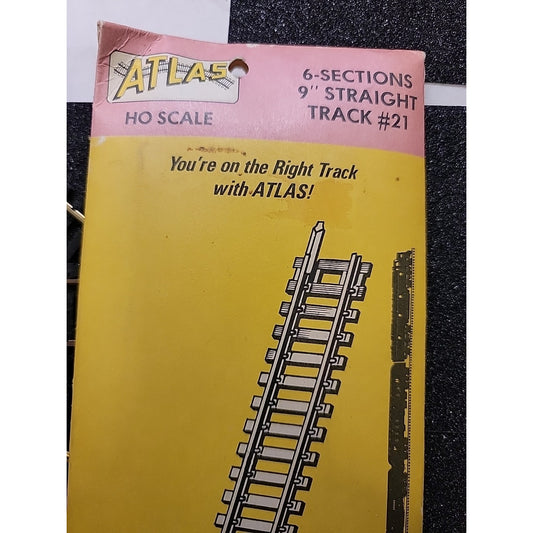 ATLAS
HO SCALE
6-SECTIONS
9" STRAIGHT
TRACK #21
You're on the Right Track
with ATLAS!